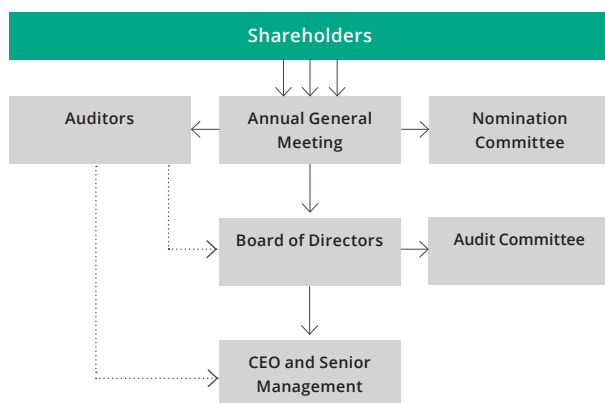 Shareholders
Auditors
Annual General
Meeting
Nomination
Committee
Board of Directors
Audit Committee
CEO and Senior
Management